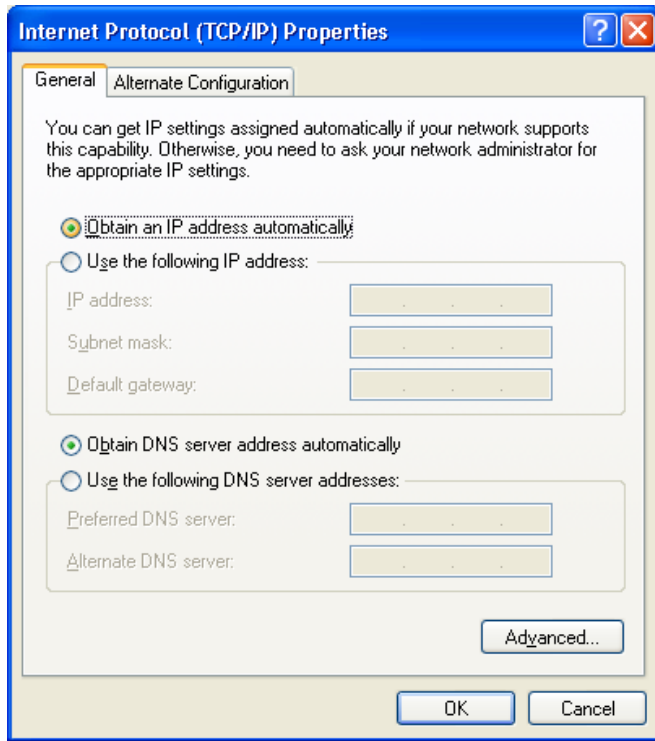 Internet Protocol (TCP/IP) Properties
General
Alternate Configuration
You can get IP settings assigned automatically if your network supports
this capability. Otherwise, you need to ask your network administrator for
the appropriate IP settings.
Obtain an IP address automatically
Use the following IP address:
IP address:
Subnet mask:
Default gateway:
Obtain DNS server address automatically
Use the following DNS server addresses:
Preferred DNS server:
Alternate DNS server:
Advanced...
OK
Cancel